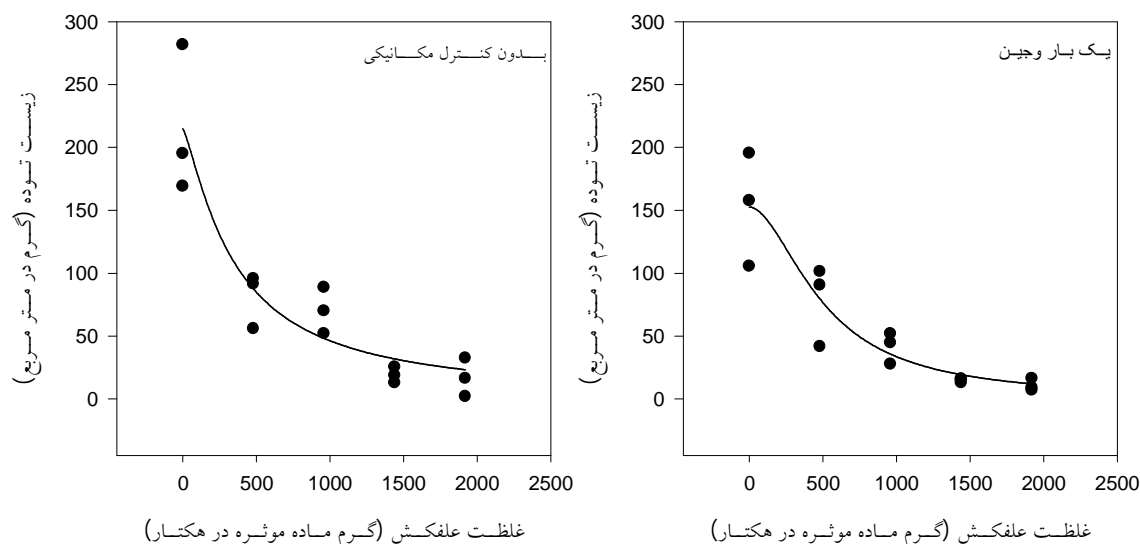 بدون کنترل مکانیکی
زیست توده (گرم در متر مربع)
300
250
200
150
100
50
0
0 500 1000 1500 2000 2500
غلظت علفکش (گرم ماده موثره در هکتار)
یک بار وجین
زیست توده (گرم در متر مربع)
300
250
200
150
100
50
0
0 500 1000 1500 2000 2500
غلظت علفکش (گرم ماده موثره در هکتار)